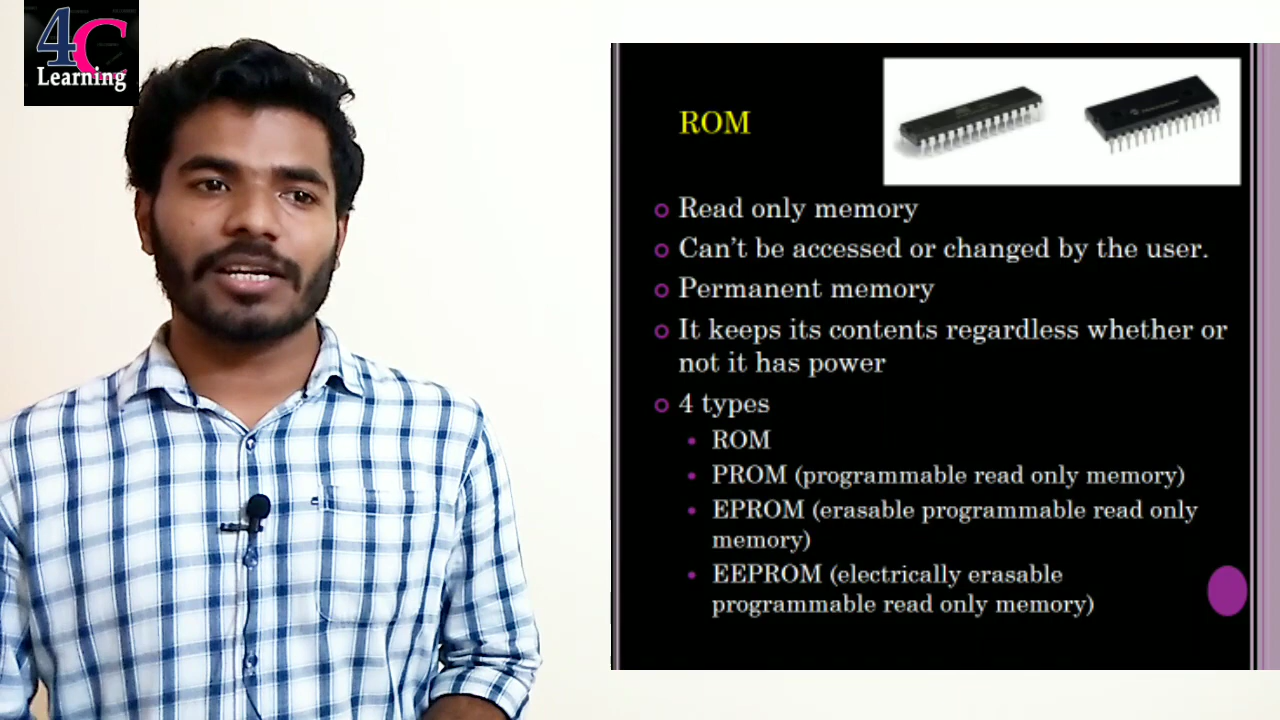 4C
Learning
ROM
Read only memory
Can't be accessed or changed by the user.
Permanent memory
It keeps its contents regardless whether or
not it has power
4 types
ROM
PROM (programmable read only memory)
EPROM (erasable programmable read only
memory)
EEPROM (electrically erasable
programmable read only memory)